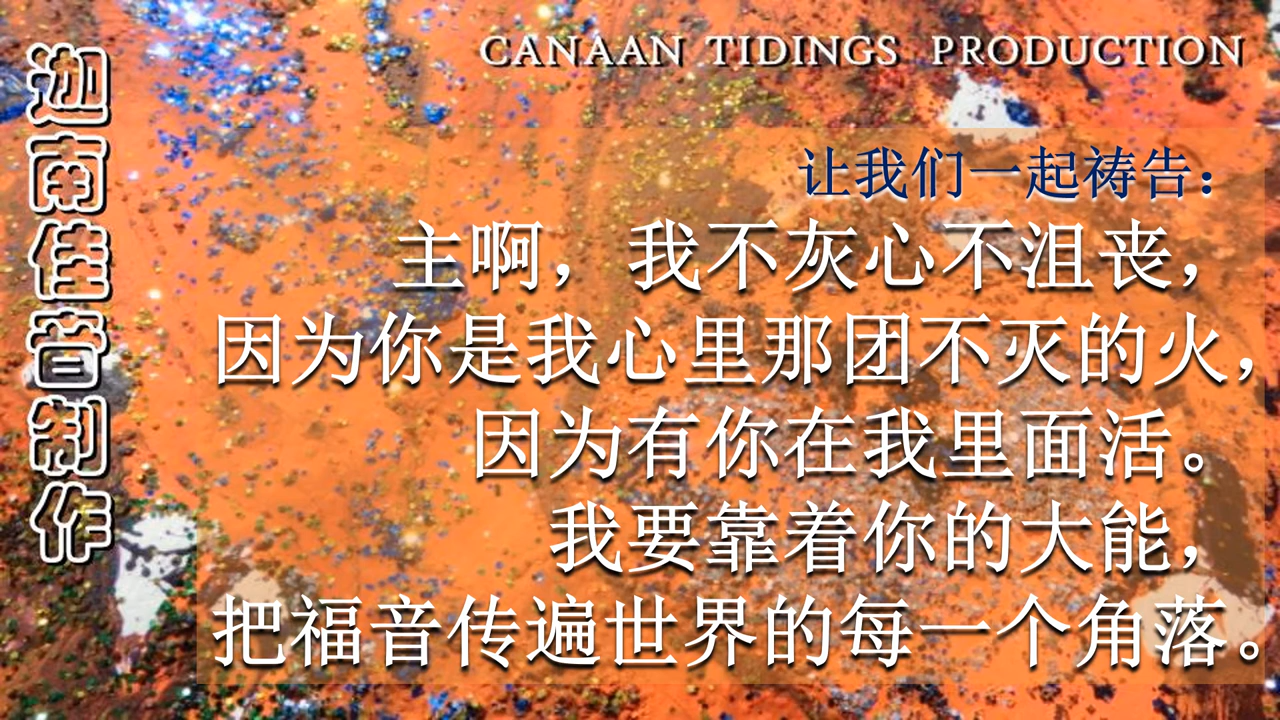 CANAAN TIDINGS PRODUCTION
迦南佳音制作
让我们一起祷告：
主啊，我不灰心不沮丧，
因为你是我心里那团不灭的火，
因为有你在我里面活。
我要靠着你的大能，
把福音传遍世界的每一个角落。